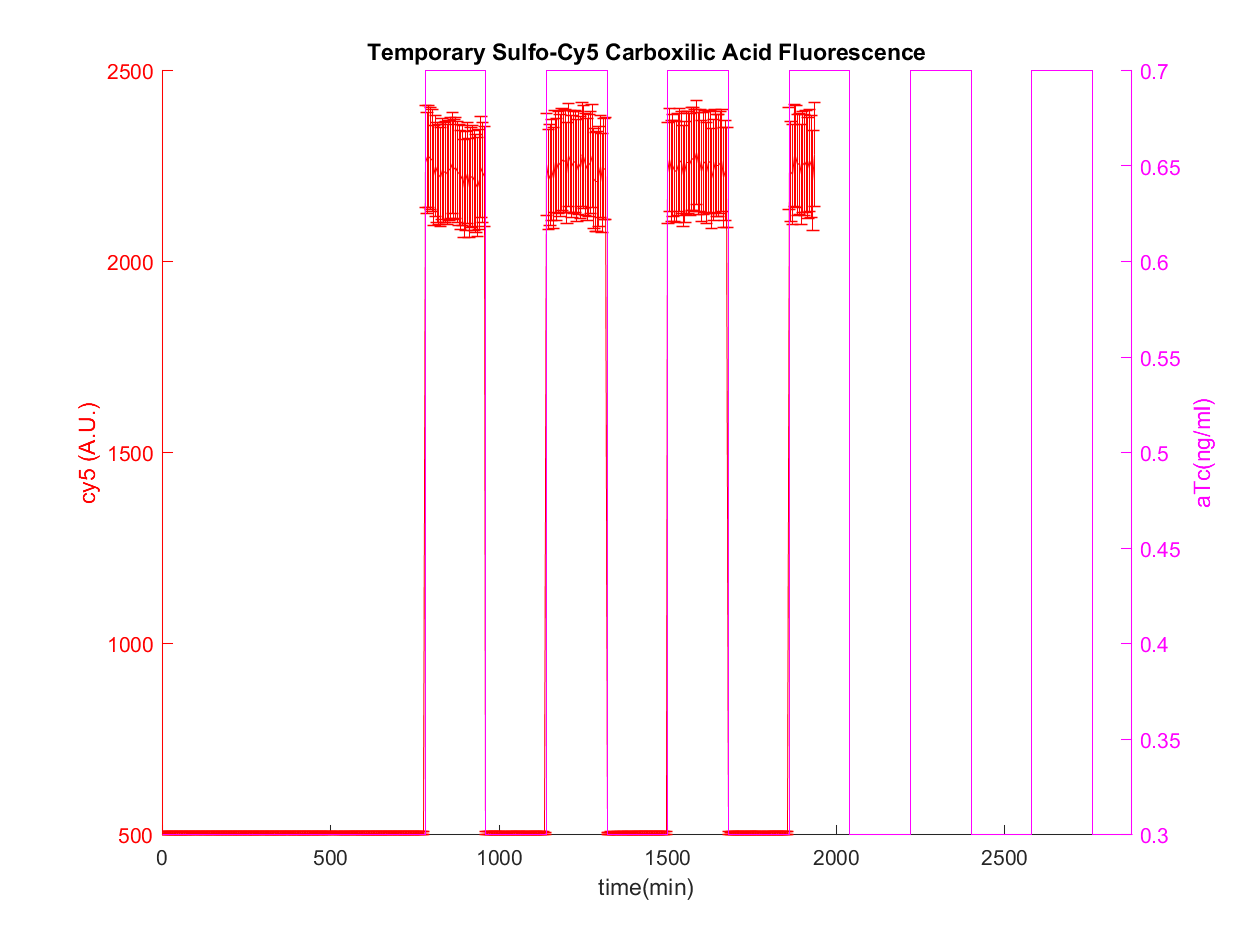 Temporary Sulfo-Cy5 Carboxilic Acid Fluorescence
2500
2000
1500
1000
500
cy5 (A.U.)
0.7
0.65
0.6
0.55
0.5
0.45
0.4
0.35
0.3
aTc(ng/ml)
0 500 1000 1500 2000 2500
time(min)